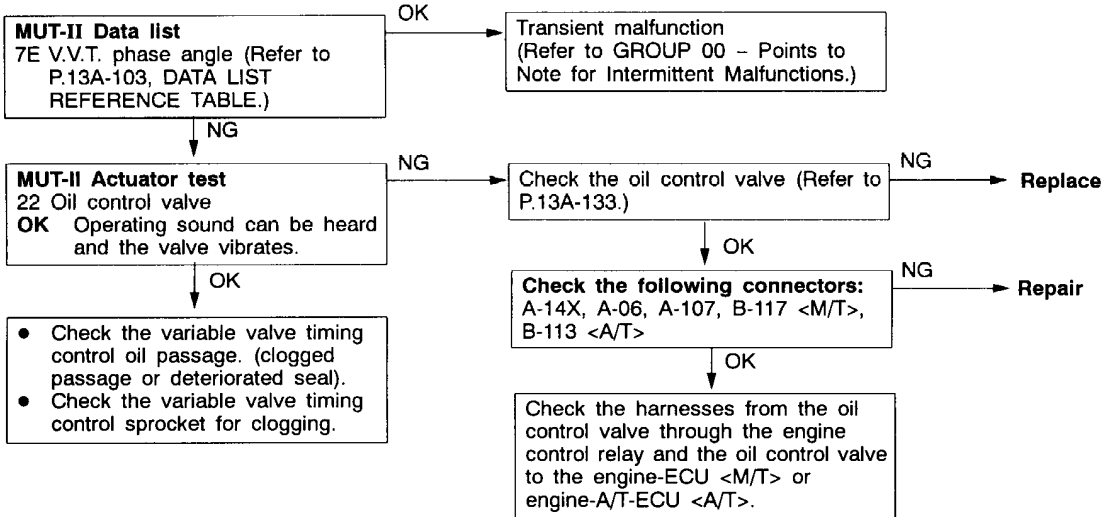 MUT-II Data list
7E V.V.T. phase angle (Refer to
P.13A-103, DATA LIST
REFERENCE TABLE.)
OK
Transient malfunction
(Refer to GROUP 00 – Points to
Note for Intermittent Malfunctions.)
NG
MUT-II Actuator test
22 Oil control valve
OK Operating sound can be heard
and the valve vibrates.
NG
Check the oil control valve (Refer to
P.13A-133.)
NG
Replace
OK
● Check the variable valve timing
control oil passage. (clogged
passage or deteriorated seal).
● Check the variable valve timing
control sprocket for clogging.
OK
Check the following connectors:
A-14X, A-06, A-107, B-117 <M/T>,
B-113 <A/T>
NG
Repair
OK
Check the harnesses from the oil
control valve through the engine
control relay and the oil control valve
to the engine-ECU <M/T> or
engine-A/T-ECU <A/T>.